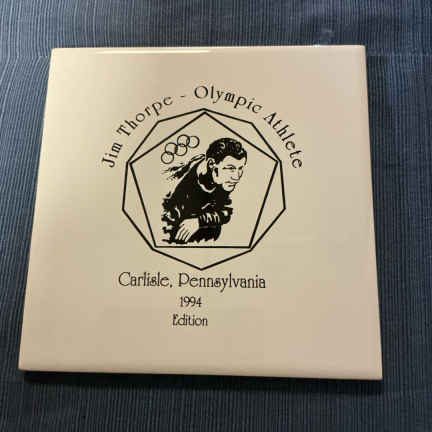 Jim Thorpe - Olympic Athlete
Carlisle, Pennsylvania
1994
Edition